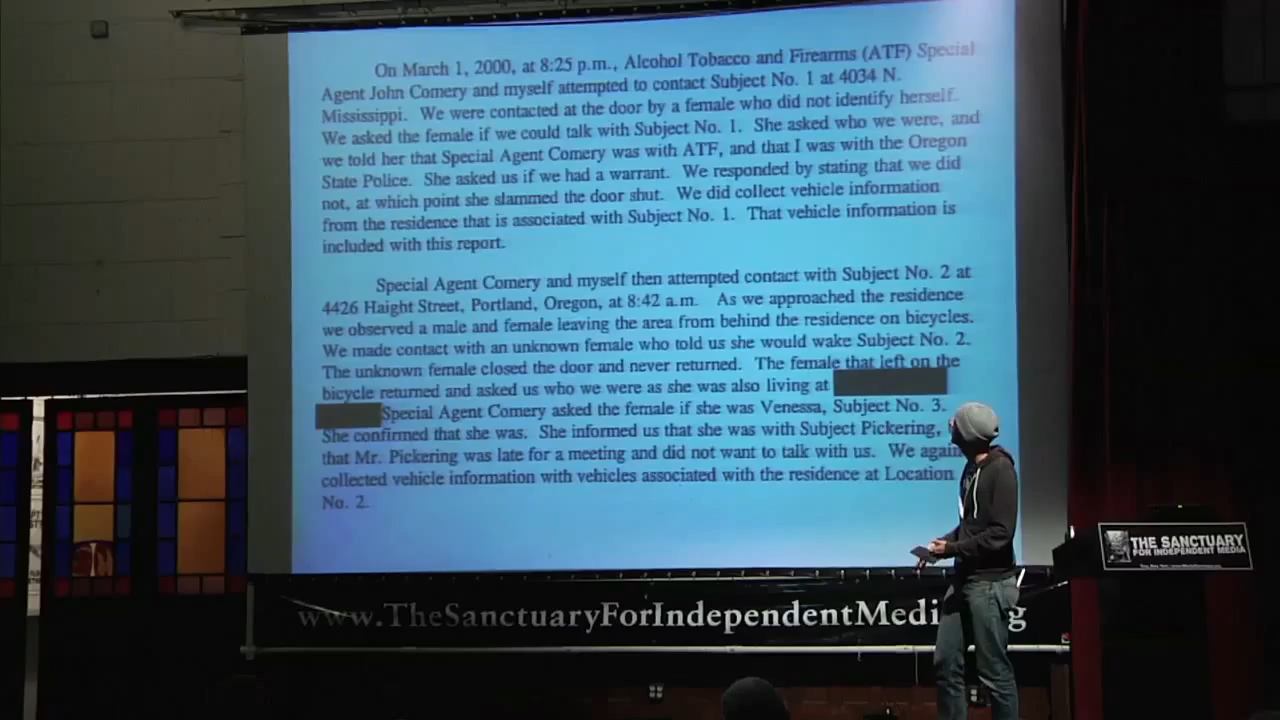 On March 1, 2000, at 8:25 p.m., Alcohol Tobacco and Firearms (ATF) Special
Agent John Comery and myself attempted to contact Subject No. 1 at 4034 N.
Mississippi. We were contacted at the door by a female who did not identify herself.
We asked the female if we could talk with Subject No. 1. She asked who we were, and
we told her that Special Agent Comery was with ATF, and that I was with the Oregon
State Police. She asked us if we had a warrant. We responded by stating that we did
not, at which point she slammed the door shut. We did collect vehicle information
from the residence that is associated with Subject No. 1. That vehicle information is
included with this report.
Special Agent Comery and myself then attempted contact with Subject No. 2 at
4426 Haight Street, Portland, Oregon, at 8:42 a.m. As we approached the residence
we observed a male and female leaving the area from behind the residence on bicycles.
We made contact with an unknown female who told us she would wake Subject No. 2.
The unknown female closed the door and never returned. The female that left on the
bicycle returned and asked us who we were as she was also living at
Special Agent Comery asked the female if she was Venessa, Subject No. 3.
She confirmed that she was. She informed us that she was with Subject Pickering,
that Mr. Pickering was late for a meeting and did not want to talk with us. We again
collected vehicle information with vehicles associated with the residence at Location
No. 2.
THE SANCTUARY
FOR INDEPENDENT MEDIA
www.TheSanctuaryForIndependentMedi g